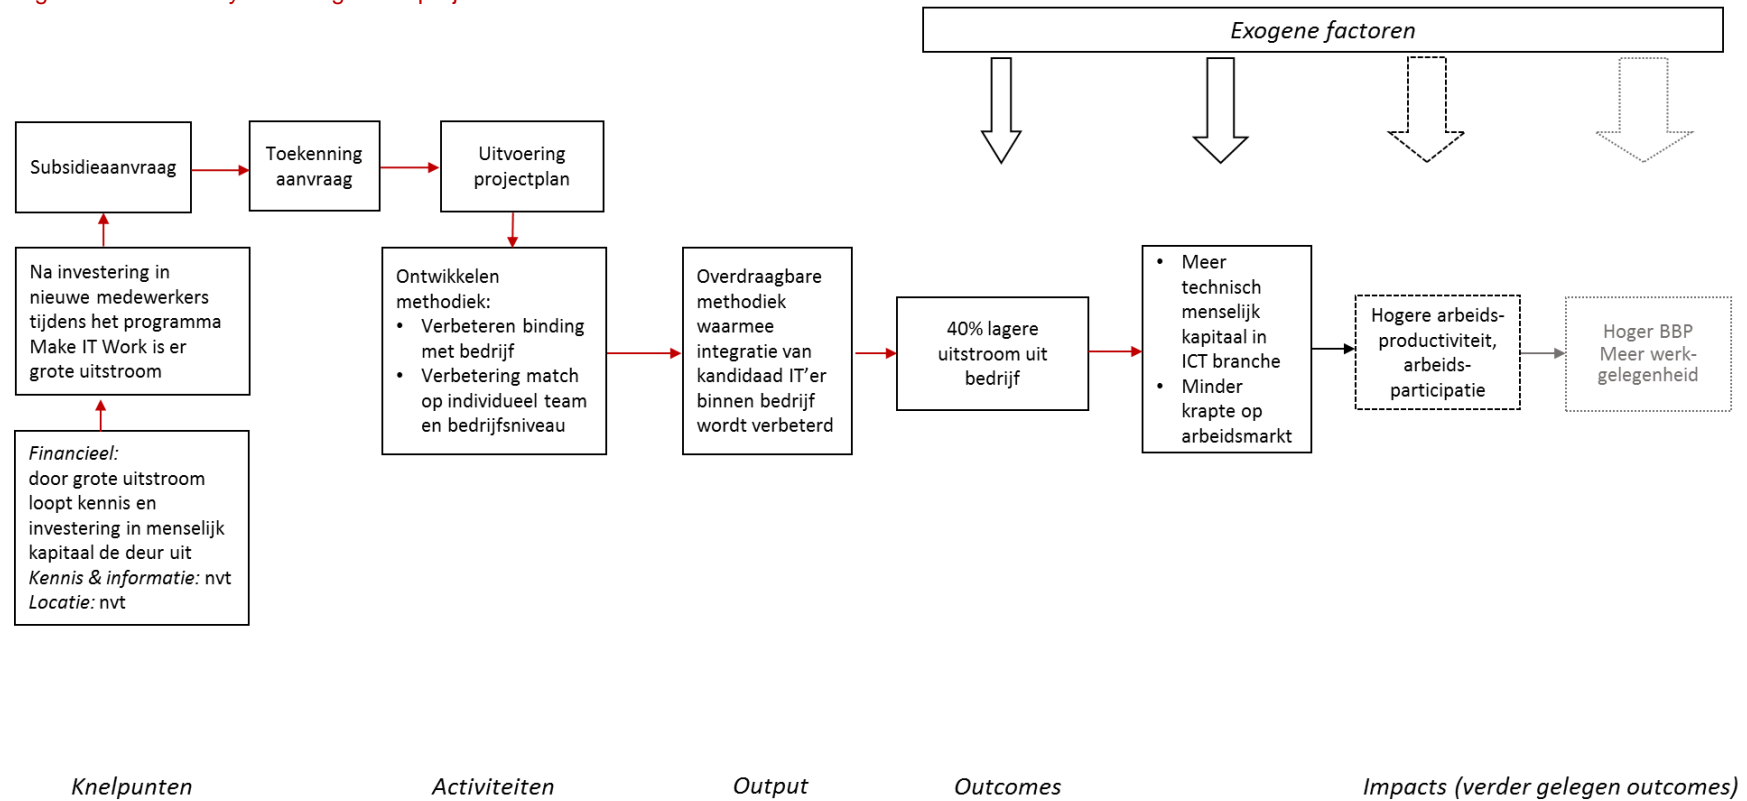 Exogene factoren
Subsidieaanvraag
Toekenning
aanvraag
Uitvoering
projectplan
Na investering in
nieuwe medewerkers
tijdens het programma
Make IT Work is er
grote uitstroom
Financieel:
door grote uitstroom
loopt kennis en
investering in menselijk
kapitaal de deur uit
Kennis & informatie: nvt
Locatie: nvt
Ontwikkelen
methodiek:
• Verbeteren binding
met bedrijf
• Verbetering match
op individueel team
en bedrijfsniveau
Overdraagbare
methodiek
waarmee
integratie van
kandidaad IT’er
binnen bedrijf
wordt verbeterd
40% lagere
uitstroom uit
bedrijf
• Meer
technisch
menselijk
kapitaal in
ICT branche
• Minder
krapte op
arbeidsmarkt
Hogere arbeids-
productiviteit,
arbeids-
participatie
Hoger BBP
Meer werk-
gelegenheid
Knelpunten
Activiteiten
Output
Outcomes
Impacts (verder gelegen outcomes)